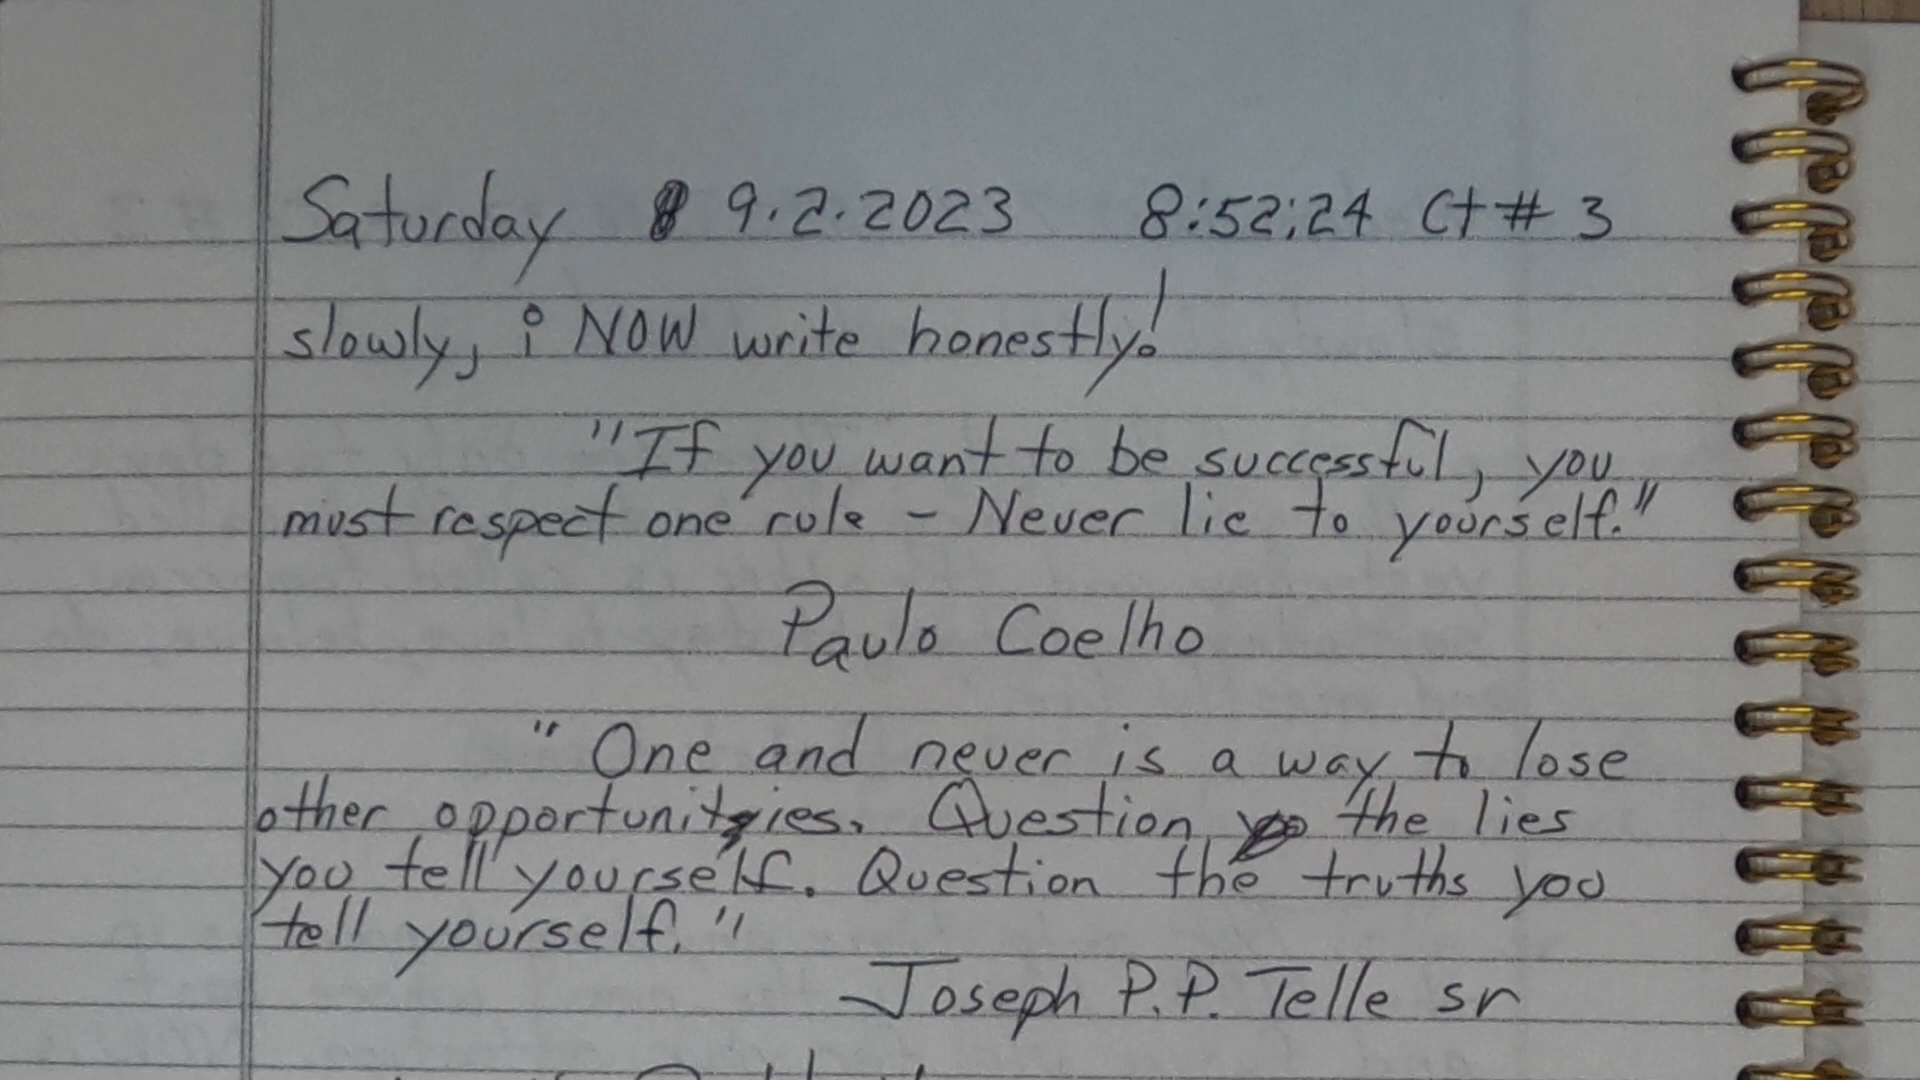 Saturday 9.2.2023 8:52:24 Ct # 3
slowly, i NOW write honestly!
"If you want to be successful, you
must respect one rule - Never lie to yourself."
Paulo Coelho
"One and never is a way to lose
other opportunities. Question the lies
you tell yourself. Question the truths you
tell yourself."
Joseph P.P. Telle sr